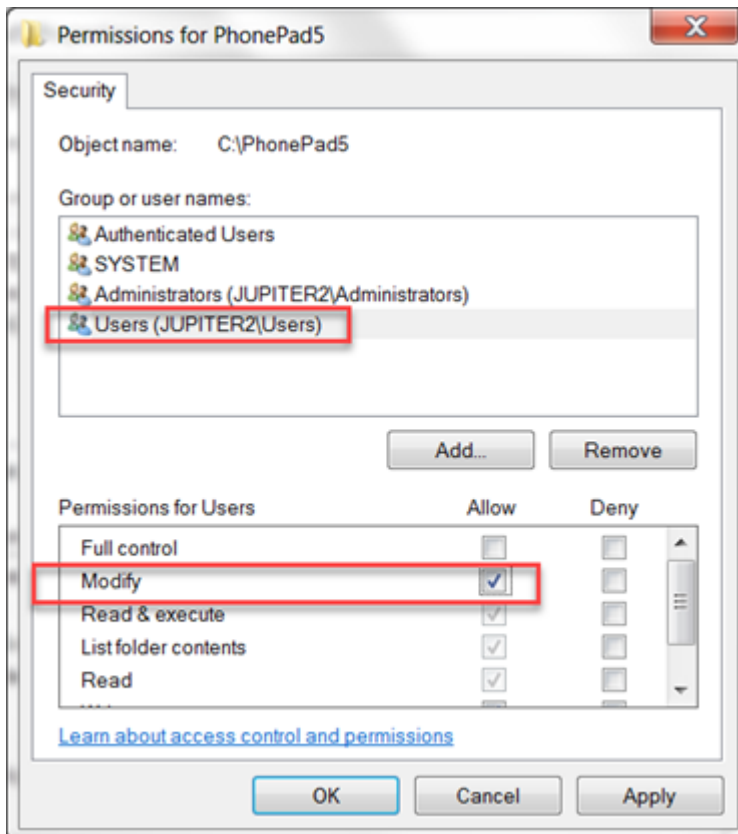 Permissions for PhonePad5
Security
Object name: C:\PhonePad5
Group or user names:
Authenticated Users
SYSTEM
Administrators (JUPITER2\Administrators)
Users (JUPITER2\Users)
Add... Remove
Permissions for Users Allow Deny
Full control
Modify
Read & execute
List folder contents
Read
Learn about access control and permissions
OK Cancel Apply